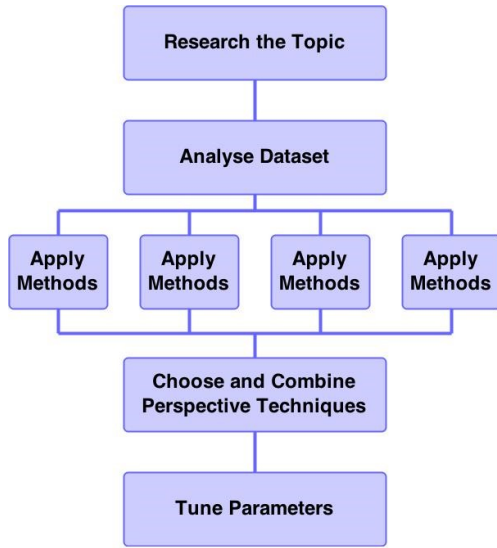 Research the Topic
Analyse Dataset
Apply
Methods
Apply
Methods
Apply
Methods
Apply
Methods
Choose and Combine
Perspective Techniques
Tune Parameters